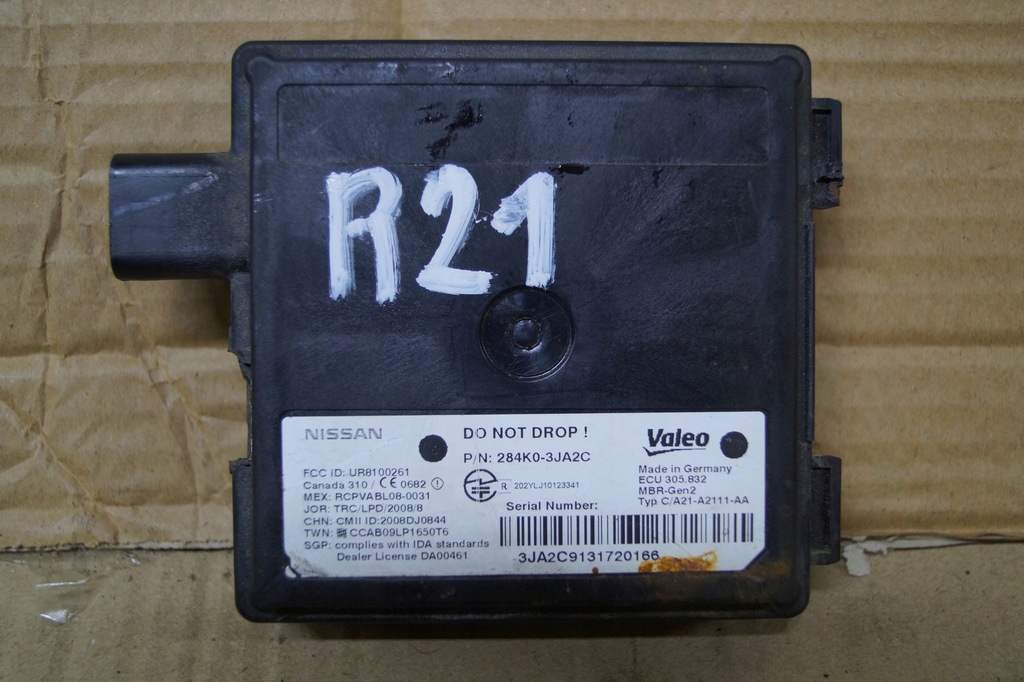 R21
NISSAN
DO NOT DROP !
Valeo
P/N: 284K0-3JA2C
FCC ID: UR8100261
Canada 310 / CE 0682
MEX: RCPVABL08-0031
JOR: TRC/LPD/2008/8
CHN: CMII ID:2008DJ0844
TWN: CCAB09LP1650T6
SGP: complies with IDA standards
Dealer License DA00461
R 202YLJ10123341
Made in Germany
ECU 305.832
MBR-Gen2
Typ C/A21-A2111-AA
Serial Number:
3JA2C9131720166